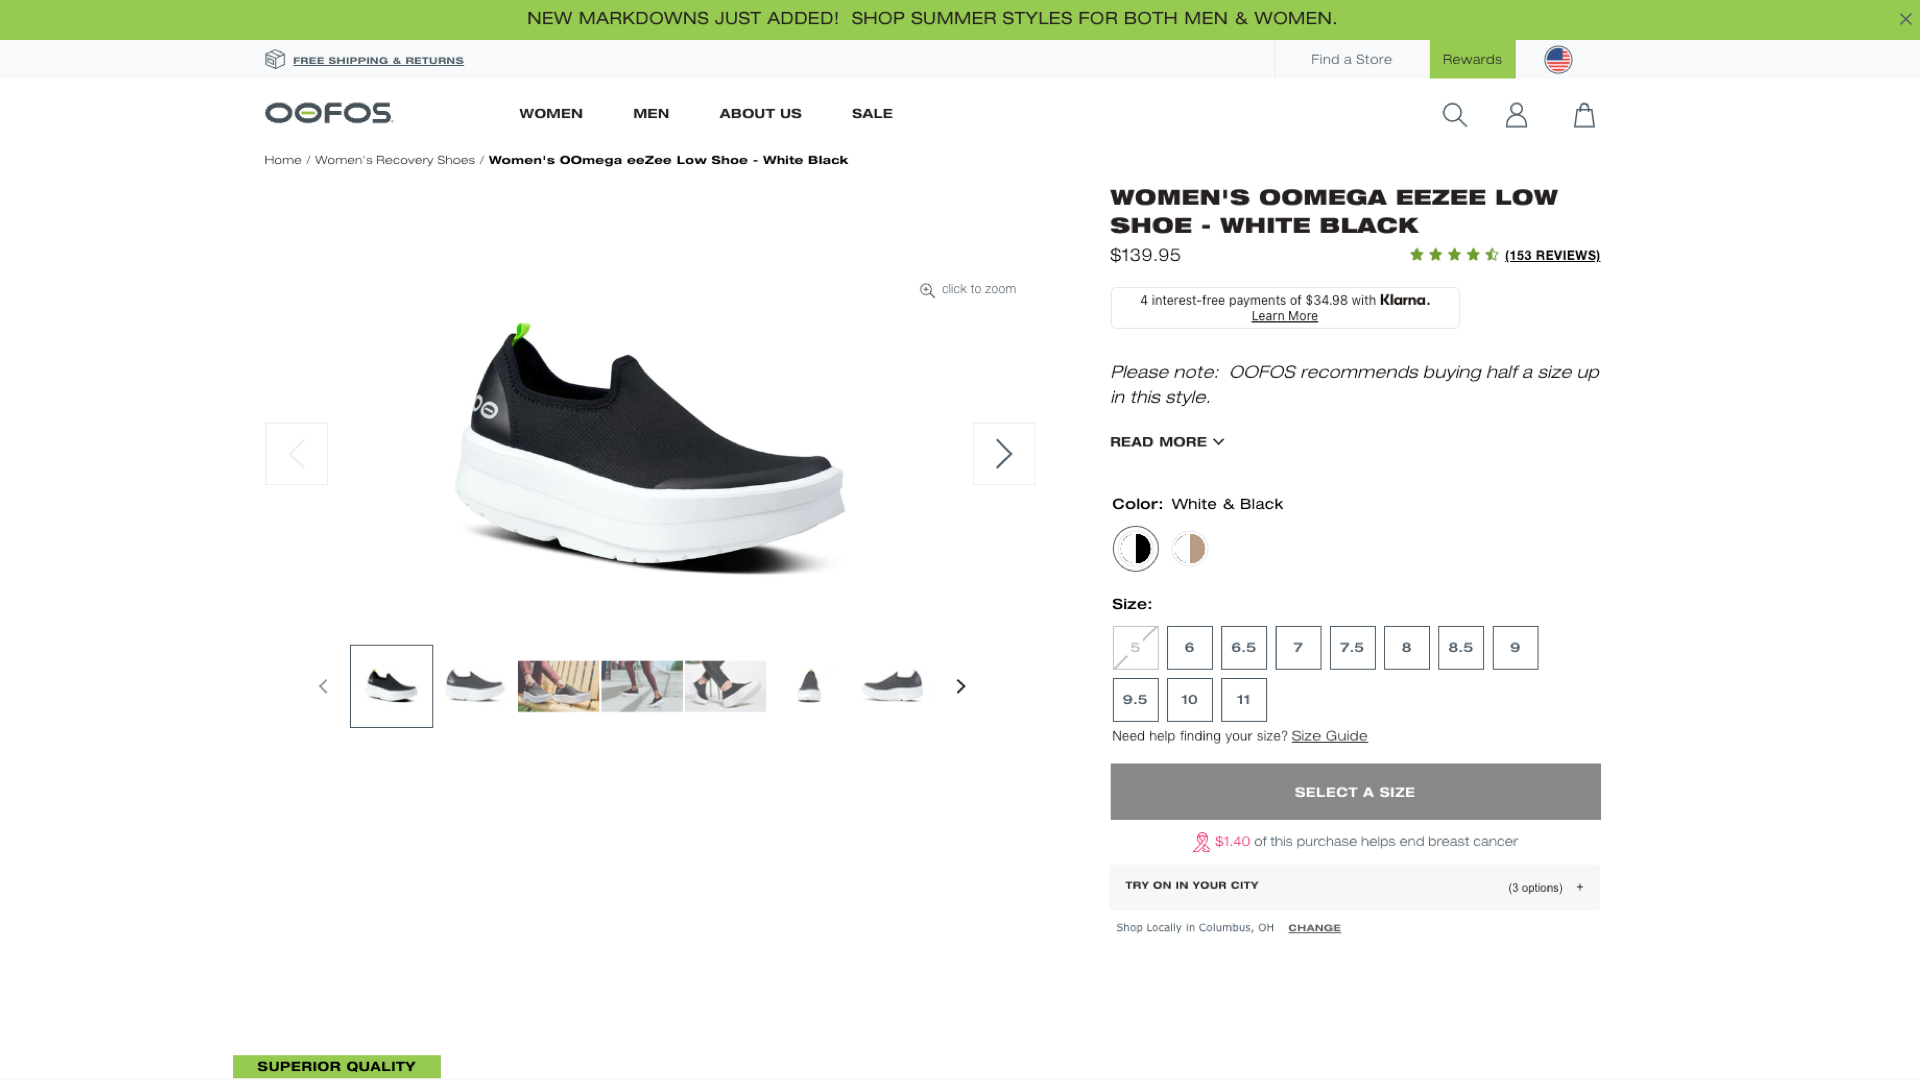 NEW MARKDOWNS JUST ADDED!  SHOP SUMMER STYLES FOR BOTH MEN & WOMEN.
FREE SHIPPING & RETURNS
Find a Store
Rewards
OOFOS
WOMEN
MEN
ABOUT US
SALE
Home / Women's Recovery Shoes / Women's OOmega eeZee Low Shoe - White Black
WOMEN'S OOMEGA EEZEE LOW
SHOE - WHITE BLACK
$139.95
(153 REVIEWS)
click to zoom
4 interest-free payments of $34.98 with Klarna.
Learn More
Please note:  OOFOS recommends buying half a size up
in this style.
READ MORE
Color: White & Black
Size:
5
6
6.5
7
7.5
8
8.5
9
9.5
10
11
Need help finding your size? Size Guide
SELECT A SIZE
$1.40 of this purchase helps end breast cancer
TRY ON IN YOUR CITY
(3 options) +
Shop Locally in Columbus, OH
CHANGE
SUPERIOR QUALITY